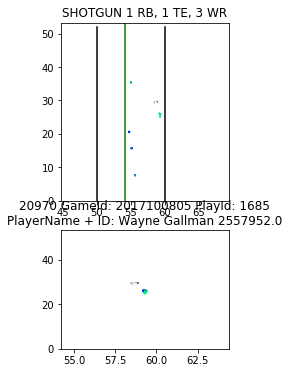 SHOTGUN 1 RB, 1 TE, 3 WR
50
40
30
20
10
0
45 50 55 60 65
20970 GameId: 2017100805 PlayId: 1685
PlayerName + ID: Wayne Gallman 2557952.0
40
20
0
55.0 57.5 60.0 62.5